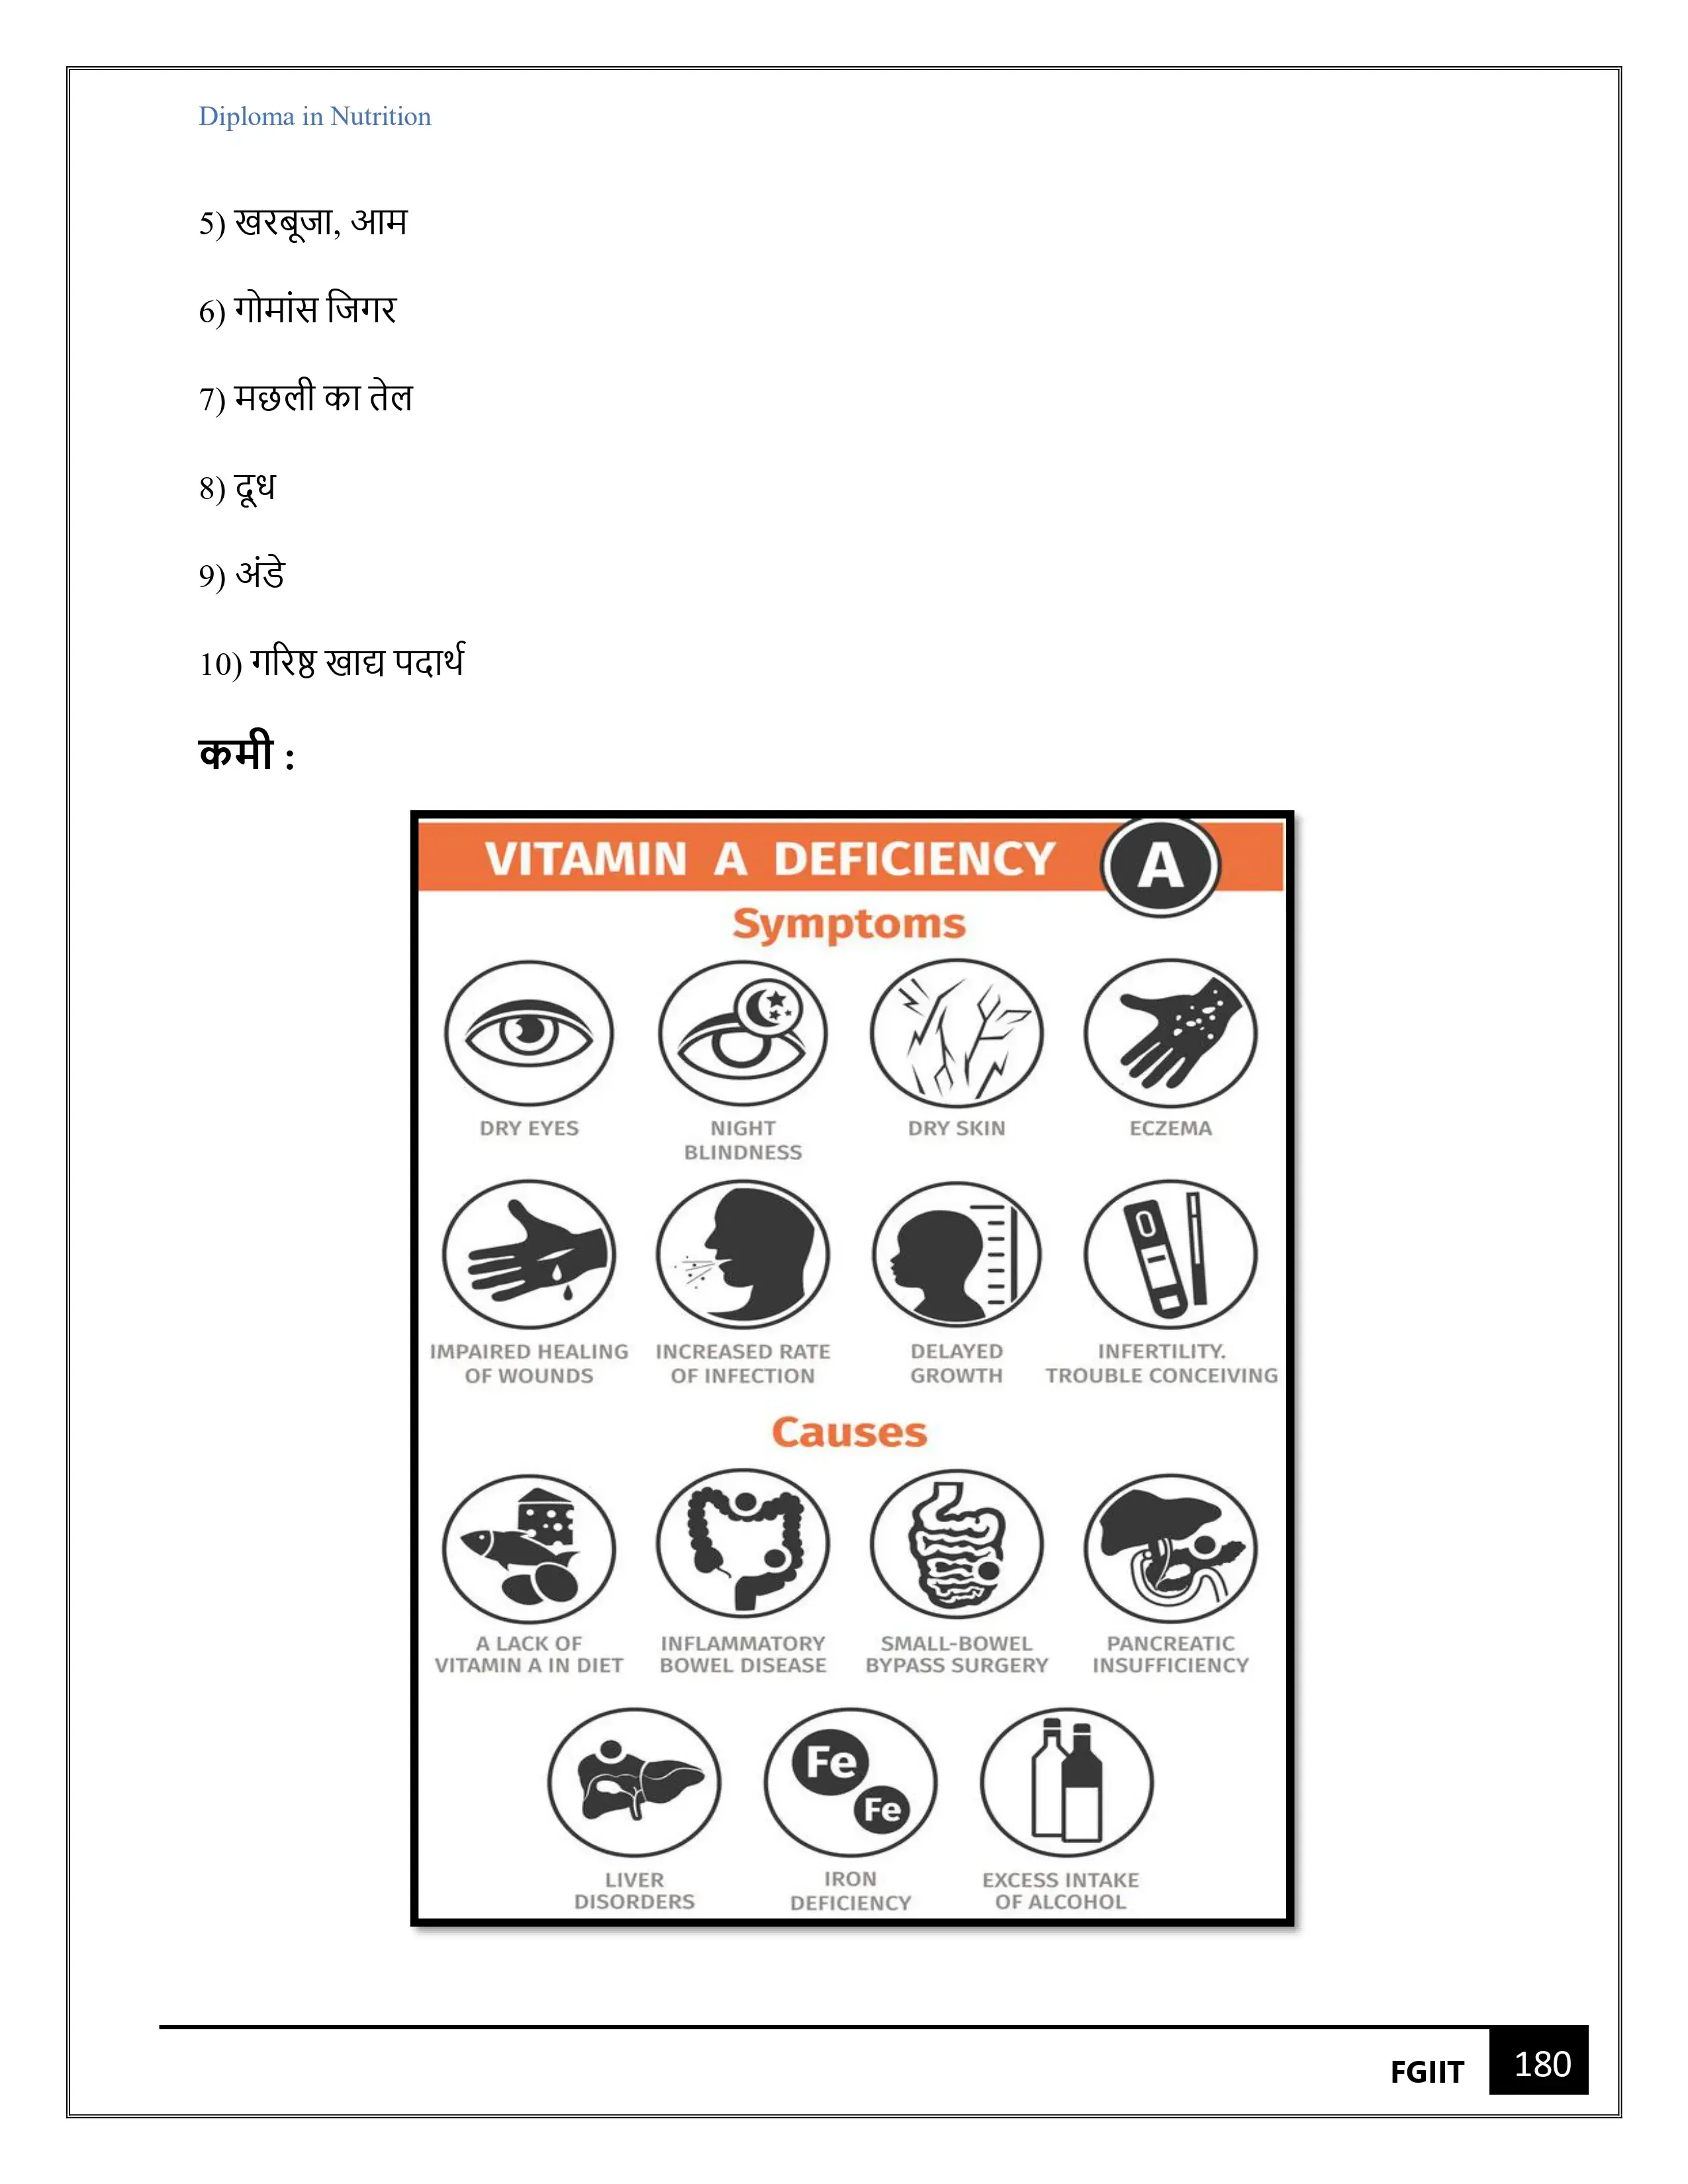 Diploma in Nutrition
5) खरबूजा, आम
6) गोमांस जिगर
7) मछली का तेल
8) दूध
9) अंडे
10) गरिष्ठ खाद्य पदार्थ
कमी :
VITAMIN A DEFICIENCY A
Symptoms
DRY EYES
NIGHT
BLINDNESS
DRY SKIN
ECZEMA
IMPAIRED HEALING
OF WOUNDS
INCREASED RATE
OF INFECTION
DELAYED
GROWTH
INFERTILITY.
TROUBLE CONCEIVING
Causes
A LACK OF
VITAMIN A IN DIET
INFLAMMATORY
BOWEL DISEASE
SMALL-BOWEL
BYPASS SURGERY
PANCREATIC
INSUFFICIENCY
Fe
Fe
LIVER
DISORDERS
IRON
DEFICIENCY
EXCESS INTAKE
OF ALCOHOL
FGIIT 180